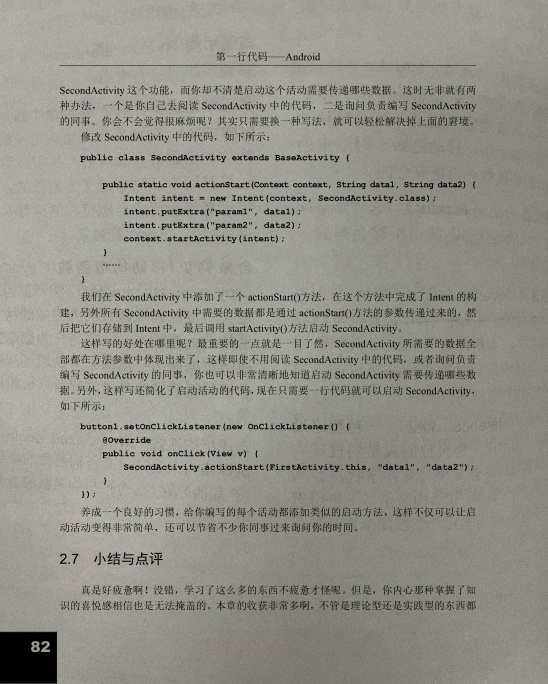 第一行代码——Android
SecondActivity 这个功能，而你却不清楚启动这个活动需要传递哪些数据。这时无非就有两
种办法，一个是你自己去阅读 SecondActivity 中的代码，二是询问负责编写 SecondActivity
的同事。你会不会觉得很麻烦呢？其实只需要换一种写法，就可以轻松解决掉上面的窘境。
修改 SecondActivity 中的代码，如下所示：
public class SecondActivity extends BaseActivity {
public static void actionStart(Context context, String data1, String data2) {
Intent intent = new Intent(context, SecondActivity.class);
intent.putExtra("param1", data1);
intent.putExtra("param2", data2);
context.startActivity(intent);
}
……
}
我们在 SecondActivity 中添加了一个 actionStart()方法，在这个方法中完成了 Intent 的构
建，另外所有 SecondActivity 中需要的数据都是通过 actionStart()方法的参数传递过来的，然
后把它们存储到 Intent 中，最后调用 startActivity()方法启动 SecondActivity。
这样写的好处在哪里呢？最重要的一点就是一目了然，SecondActivity 所需要的数据全
部都在方法参数中体现出来了，这样即使不用阅读 SecondActivity 中的代码，或者询问负责
编写 SecondActivity 的同事，你也可以非常清晰地知道启动 SecondActivity 需要传递哪些数
据。另外，这样写还简化了启动活动的代码，现在只需要一行代码就可以启动 SecondActivity，
如下所示：
button1.setOnClickListener(new OnClickListener() {
@Override
public void onClick(View v) {
SecondActivity.actionStart(FirstActivity.this, "data1", "data2");
}
});
养成一个良好的习惯，给你编写的每个活动都添加类似的启动方法，这样不仅可以让启
动活动变得非常简单，还可以节省不少你同事过来询问你的时间。
2.7 小结与点评
真是好疲惫啊！没错，学习了这么多的东西不疲惫才怪呢。但是，你内心那种掌握了知
识的喜悦感相信也是无法掩盖的。本章的收获非常多啊，不管是理论型还是实践型的东西都
82